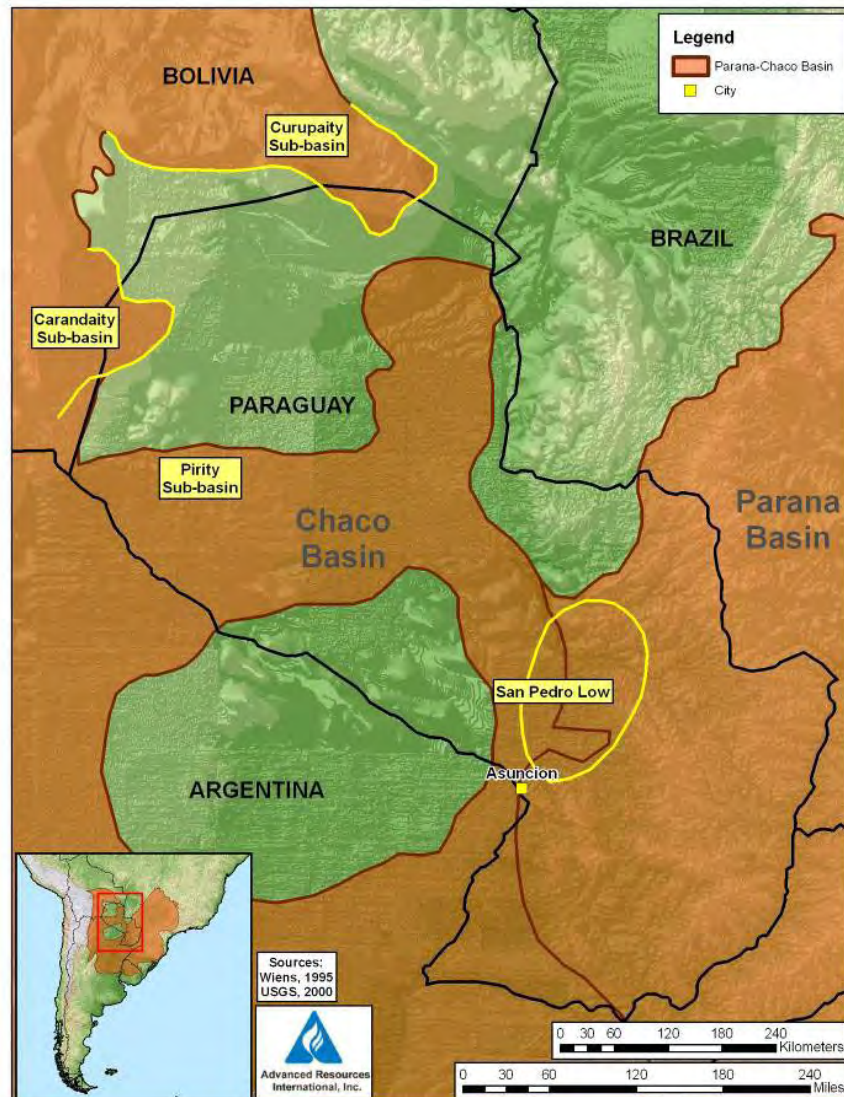 Legend
Parana-Chaco Basin
City
BOLIVIA
Curupaity
Sub-basin
BRAZIL
Carandaity
Sub-basin
PARAGUAY
Pirity
Sub-basin
Chaco
Basin
Parana
Basin
San Pedro Low
Asuncion
ARGENTINA
Sources:
Wiens, 1995
USGS, 2000
Advanced Resources
International, Inc.
0 30 60 120 180 240
Kilometers
0 30 60 120 180 240
Miles